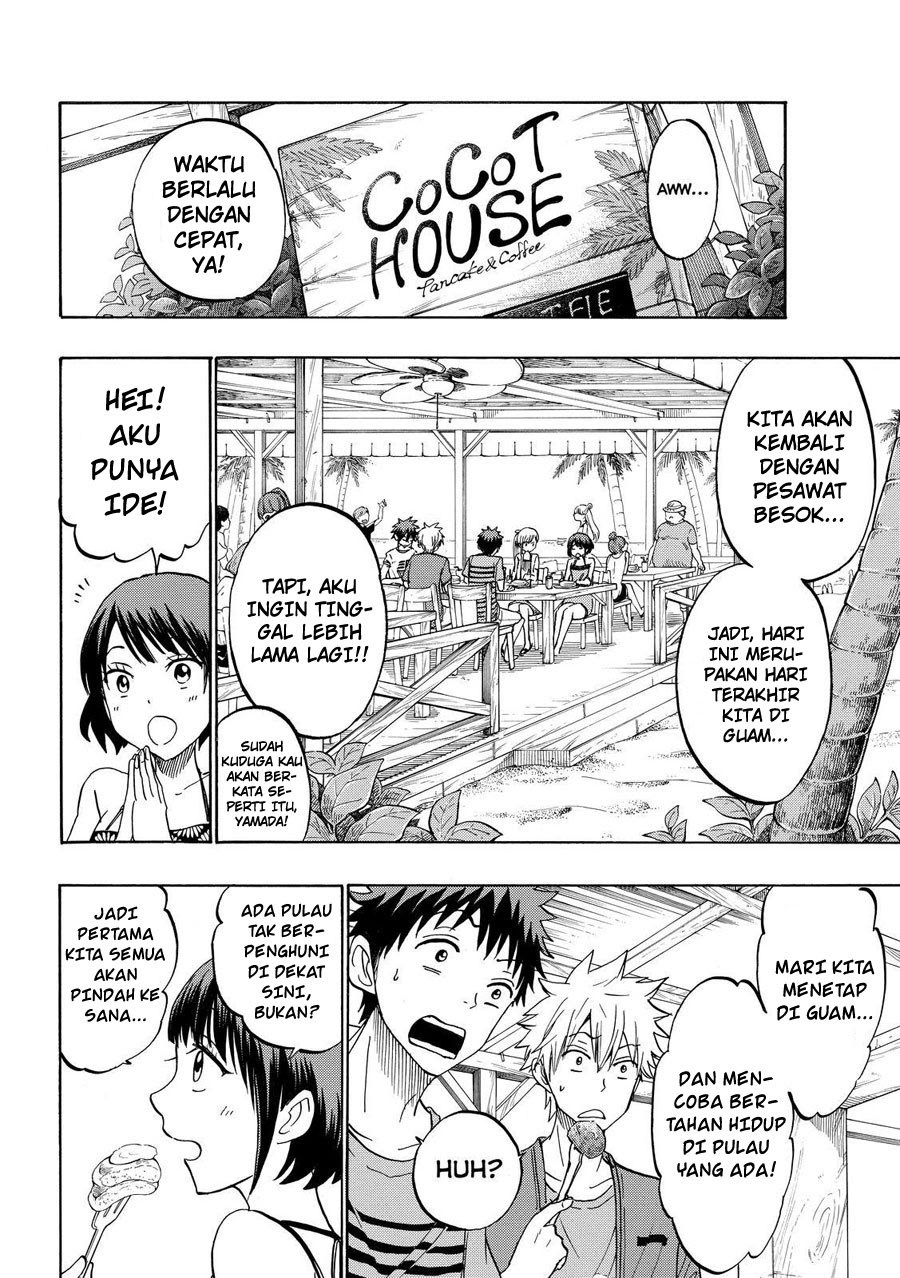 AWW...
WAKTU
BERLALU
DENGAN
CEPAT,
YA!
CoCoT
HOUSE
Pancake & Coffee
KITA AKAN
KEMBALI
DENGAN
PESAWAT
BESOK...
JADI, HARI
INI MERU-
PAKAN HARI
TERAKHIR
KITA DI
GUAM...
TAPI, AKU
INGIN TING-
GAL LEBIH
LAMA LAGI!!
SUDAH
KUDUGA KAU
AKAN BER-
KATA SE-
PERTI ITU,
YAMADA!
HEI!
AKU
PUNYA
IDE!
MARI KITA
MENETAP
DI GUAM...
DAN MEN-
COBA BER-
TAHAN HIDUP
DI PULAU
YANG ADA!
HUH?
ADA PULAU
TAK BER-
PENGHUNI
DI DEKAT
SINI,
BUKAN?
JADI
PERTAMA
KITA SEMUA
AKAN
PINDAH KE
SANA...